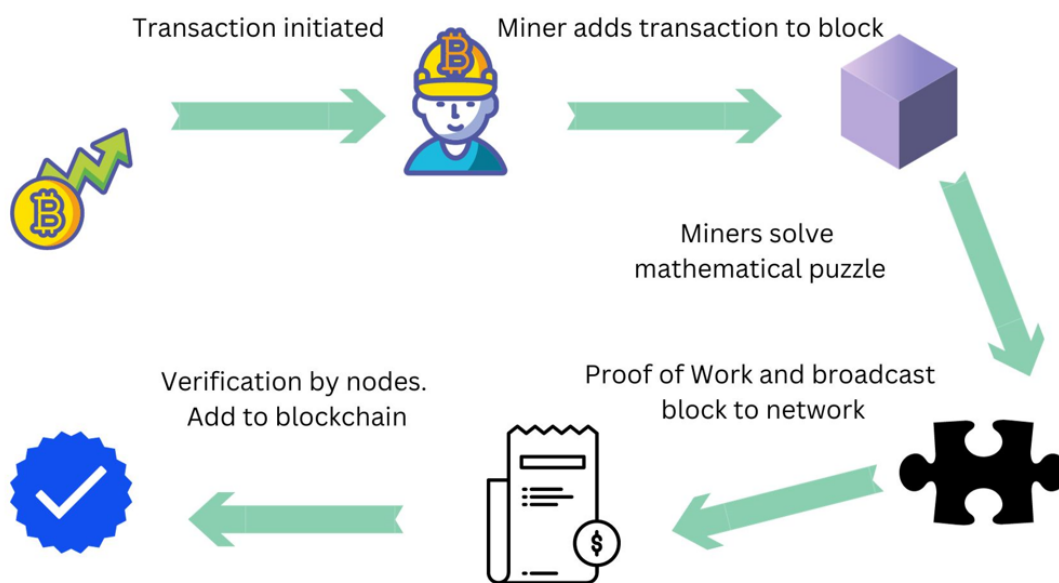 Transaction initiated
Miner adds transaction to block
Miners solve
mathematical puzzle
Proof of Work and broadcast
block to network
Verification by nodes.
Add to blockchain
$